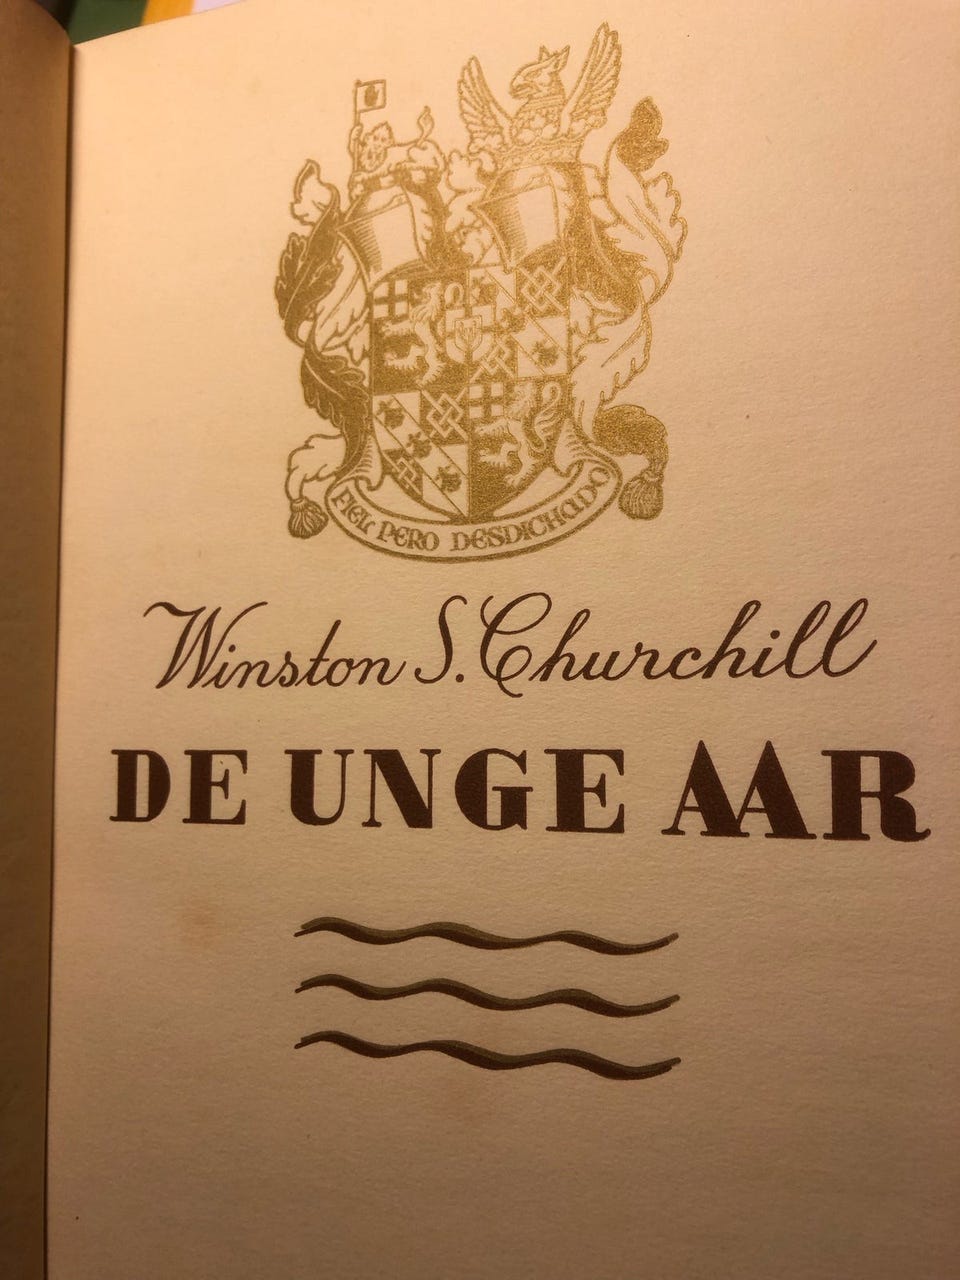 FIEL PERO DESDICHADO
Winston S. Churchill
DE UNGE AAR